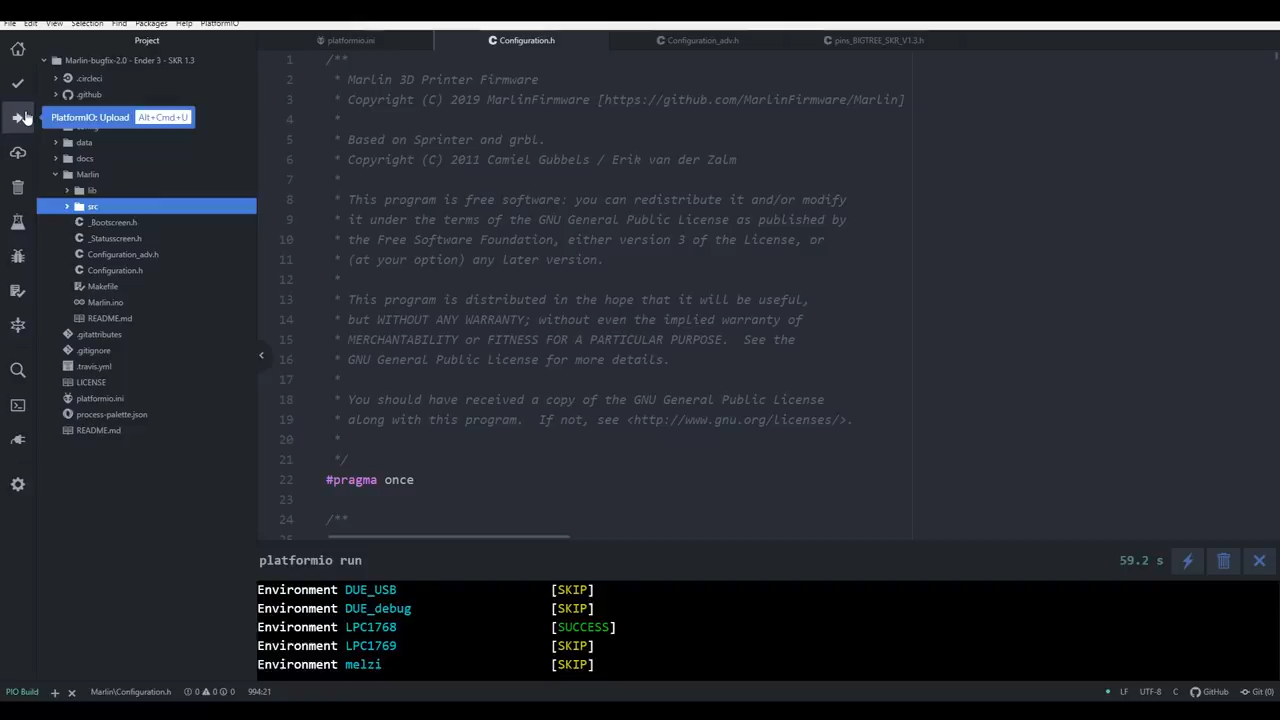 File Edit View Selection Find Packages Help PlatformIO
Project
platformio.ini
Configuration.h
Configuration_adv.h
pins_BIGTREE_SKR_V1.3.h
Marlin-bugfix-2.0 - Ender 3 - SKR 1.3
.circleci
.github
PlatformIO: Upload Alt+Cmd+U
config
data
docs
Marlin
lib
src
_Bootscreen.h
_Statusscreen.h
Configuration_adv.h
Configuration.h
Makefile
Marlin.ino
README.md
.gitattributes
.gitignore
.travis.yml
LICENSE
platformio.ini
process-palette.json
README.md
1 /**
2 * Marlin 3D Printer Firmware
3 * Copyright (C) 2019 MarlinFirmware [https://github.com/MarlinFirmware/Marlin]
4 *
5 * Based on Sprinter and grbl.
6 * Copyright (C) 2011 Camiel Gubbels / Erik van der Zalm
7 *
8 * This program is free software: you can redistribute it and/or modify
9 * it under the terms of the GNU General Public License as published by
10 * the Free Software Foundation, either version 3 of the License, or
11 * (at your option) any later version.
12 *
13 * This program is distributed in the hope that it will be useful,
14 * but WITHOUT ANY WARRANTY; without even the implied warranty of
15 * MERCHANTABILITY or FITNESS FOR A PARTICULAR PURPOSE.  See the
16 * GNU General Public License for more details.
17 *
18 * You should have received a copy of the GNU General Public License
19 * along with this program.  If not, see <http://www.gnu.org/licenses/>.
20 *
21 */
22 #pragma once
23
24 /**
platformio run
59.2 s
Environment DUE_USB [SKIP]
Environment DUE_debug [SKIP]
Environment LPC1768 [SUCCESS]
Environment LPC1769 [SKIP]
Environment melzi [SKIP]
PIO Build + × Marlin\Configuration.h 0 0 0 994:21 LF UTF-8 C GitHub Git (0)